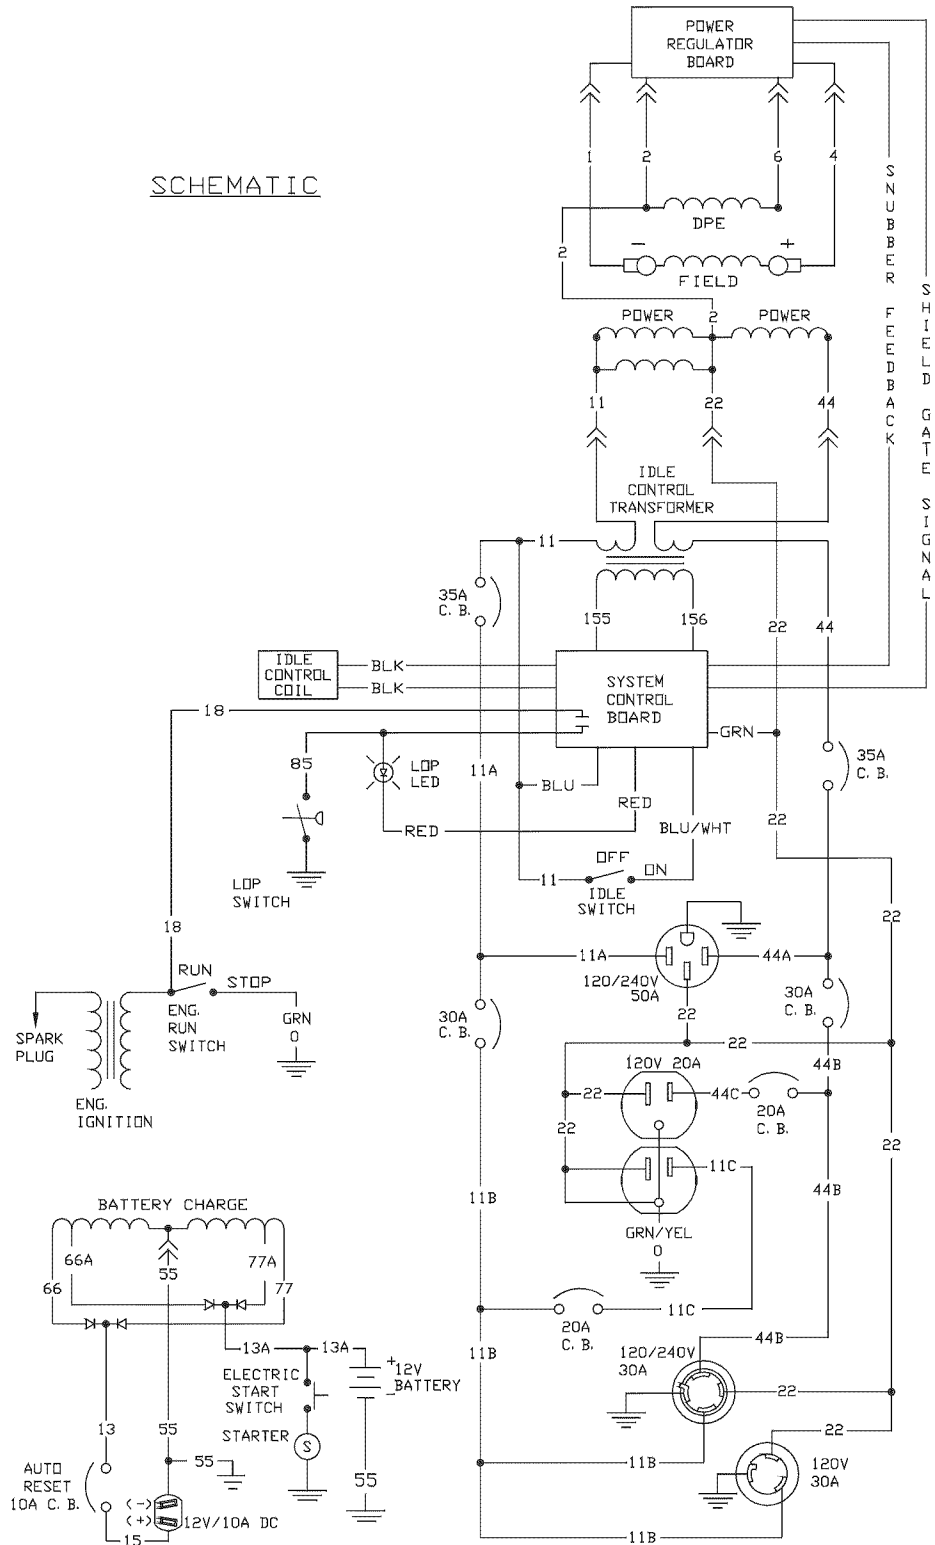 POWER
REGULATOR
BOARD
1
2
6
4
SCHEMATIC
DPE
2
- +
FIELD
SNUBBER FEEDBACK
SHIELD GATE SIGNAL
POWER
2
POWER
11
22
44
IDLE
CONTROL
TRANSFORMER
11
35A
C. B.
155
156
22
44
IDLE
CONTROL
COIL
BLK
BLK
SYSTEM
CONTROL
BOARD
18
GRN
85
LOP
LED
11A
35A
C. B.
BLU
RED
RED
BLU/WHT
22
OFF
ON
11
IDLE
SWITCH
LOP
SWITCH
18
22
11A
44A
120/240V
50A
RUN
STOP
ENG.
RUN
SWITCH
GRN
0
SPARK
PLUG
ENG.
IGNITION
30A
C. B.
30A
C. B.
22
22
44B
120V 20A
22
44C
20A
C. B.
22
22
11C
11B
44B
GRN/YEL
0
BATTERY CHARGE
66A
55
77A
66
77
11C
20A
C. B.
13A
13A
11B
44B
120/240V
30A
+
12V
BATTERY
-
ELECTRIC
START
SWITCH
22
13
55
STARTER
S
22
55
11B
120V
30A
AUTO
RESET
10A C. B.
55
(-)
(+)
12V/10A DC
15
11B